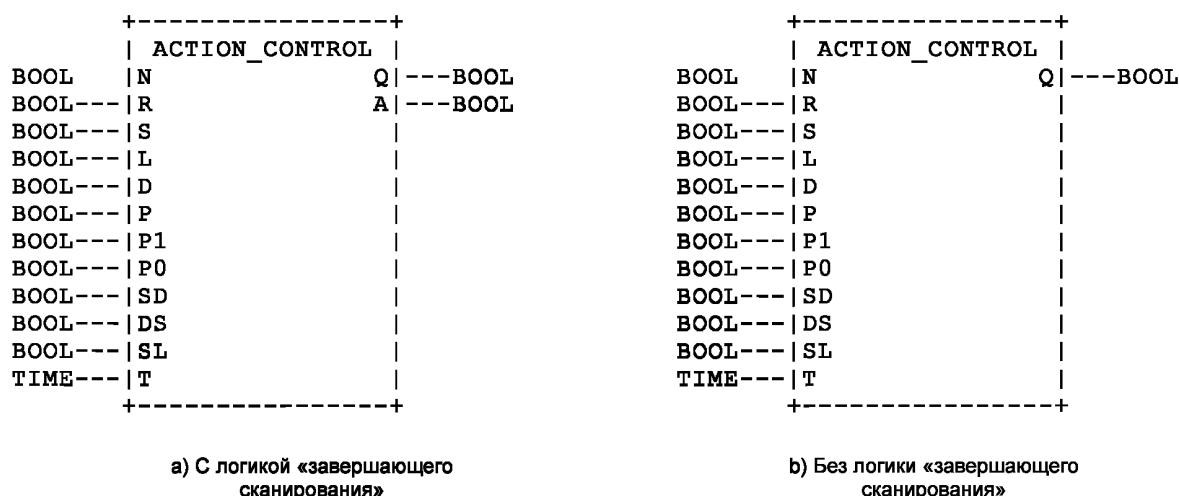 +------------------+
| ACTION_CONTROL |
BOOL |N Q|---BOOL
BOOL---|R A|---BOOL
BOOL---|S |
BOOL---|L |
BOOL---|D |
BOOL---|P |
BOOL---|P1 |
BOOL---|P0 |
BOOL---|SD |
BOOL---|DS |
BOOL---|SL |
TIME---|T |
+------------------+
a) С логикой «завершающего
сканирования»
+------------------+
| ACTION_CONTROL |
BOOL |N Q|---BOOL
BOOL---|R |
BOOL---|S |
BOOL---|L |
BOOL---|D |
BOOL---|P |
BOOL---|P1 |
BOOL---|P0 |
BOOL---|SD |
BOOL---|DS |
BOOL---|SL |
TIME---|T |
+------------------+
b) Без логики «завершающего
сканирования»